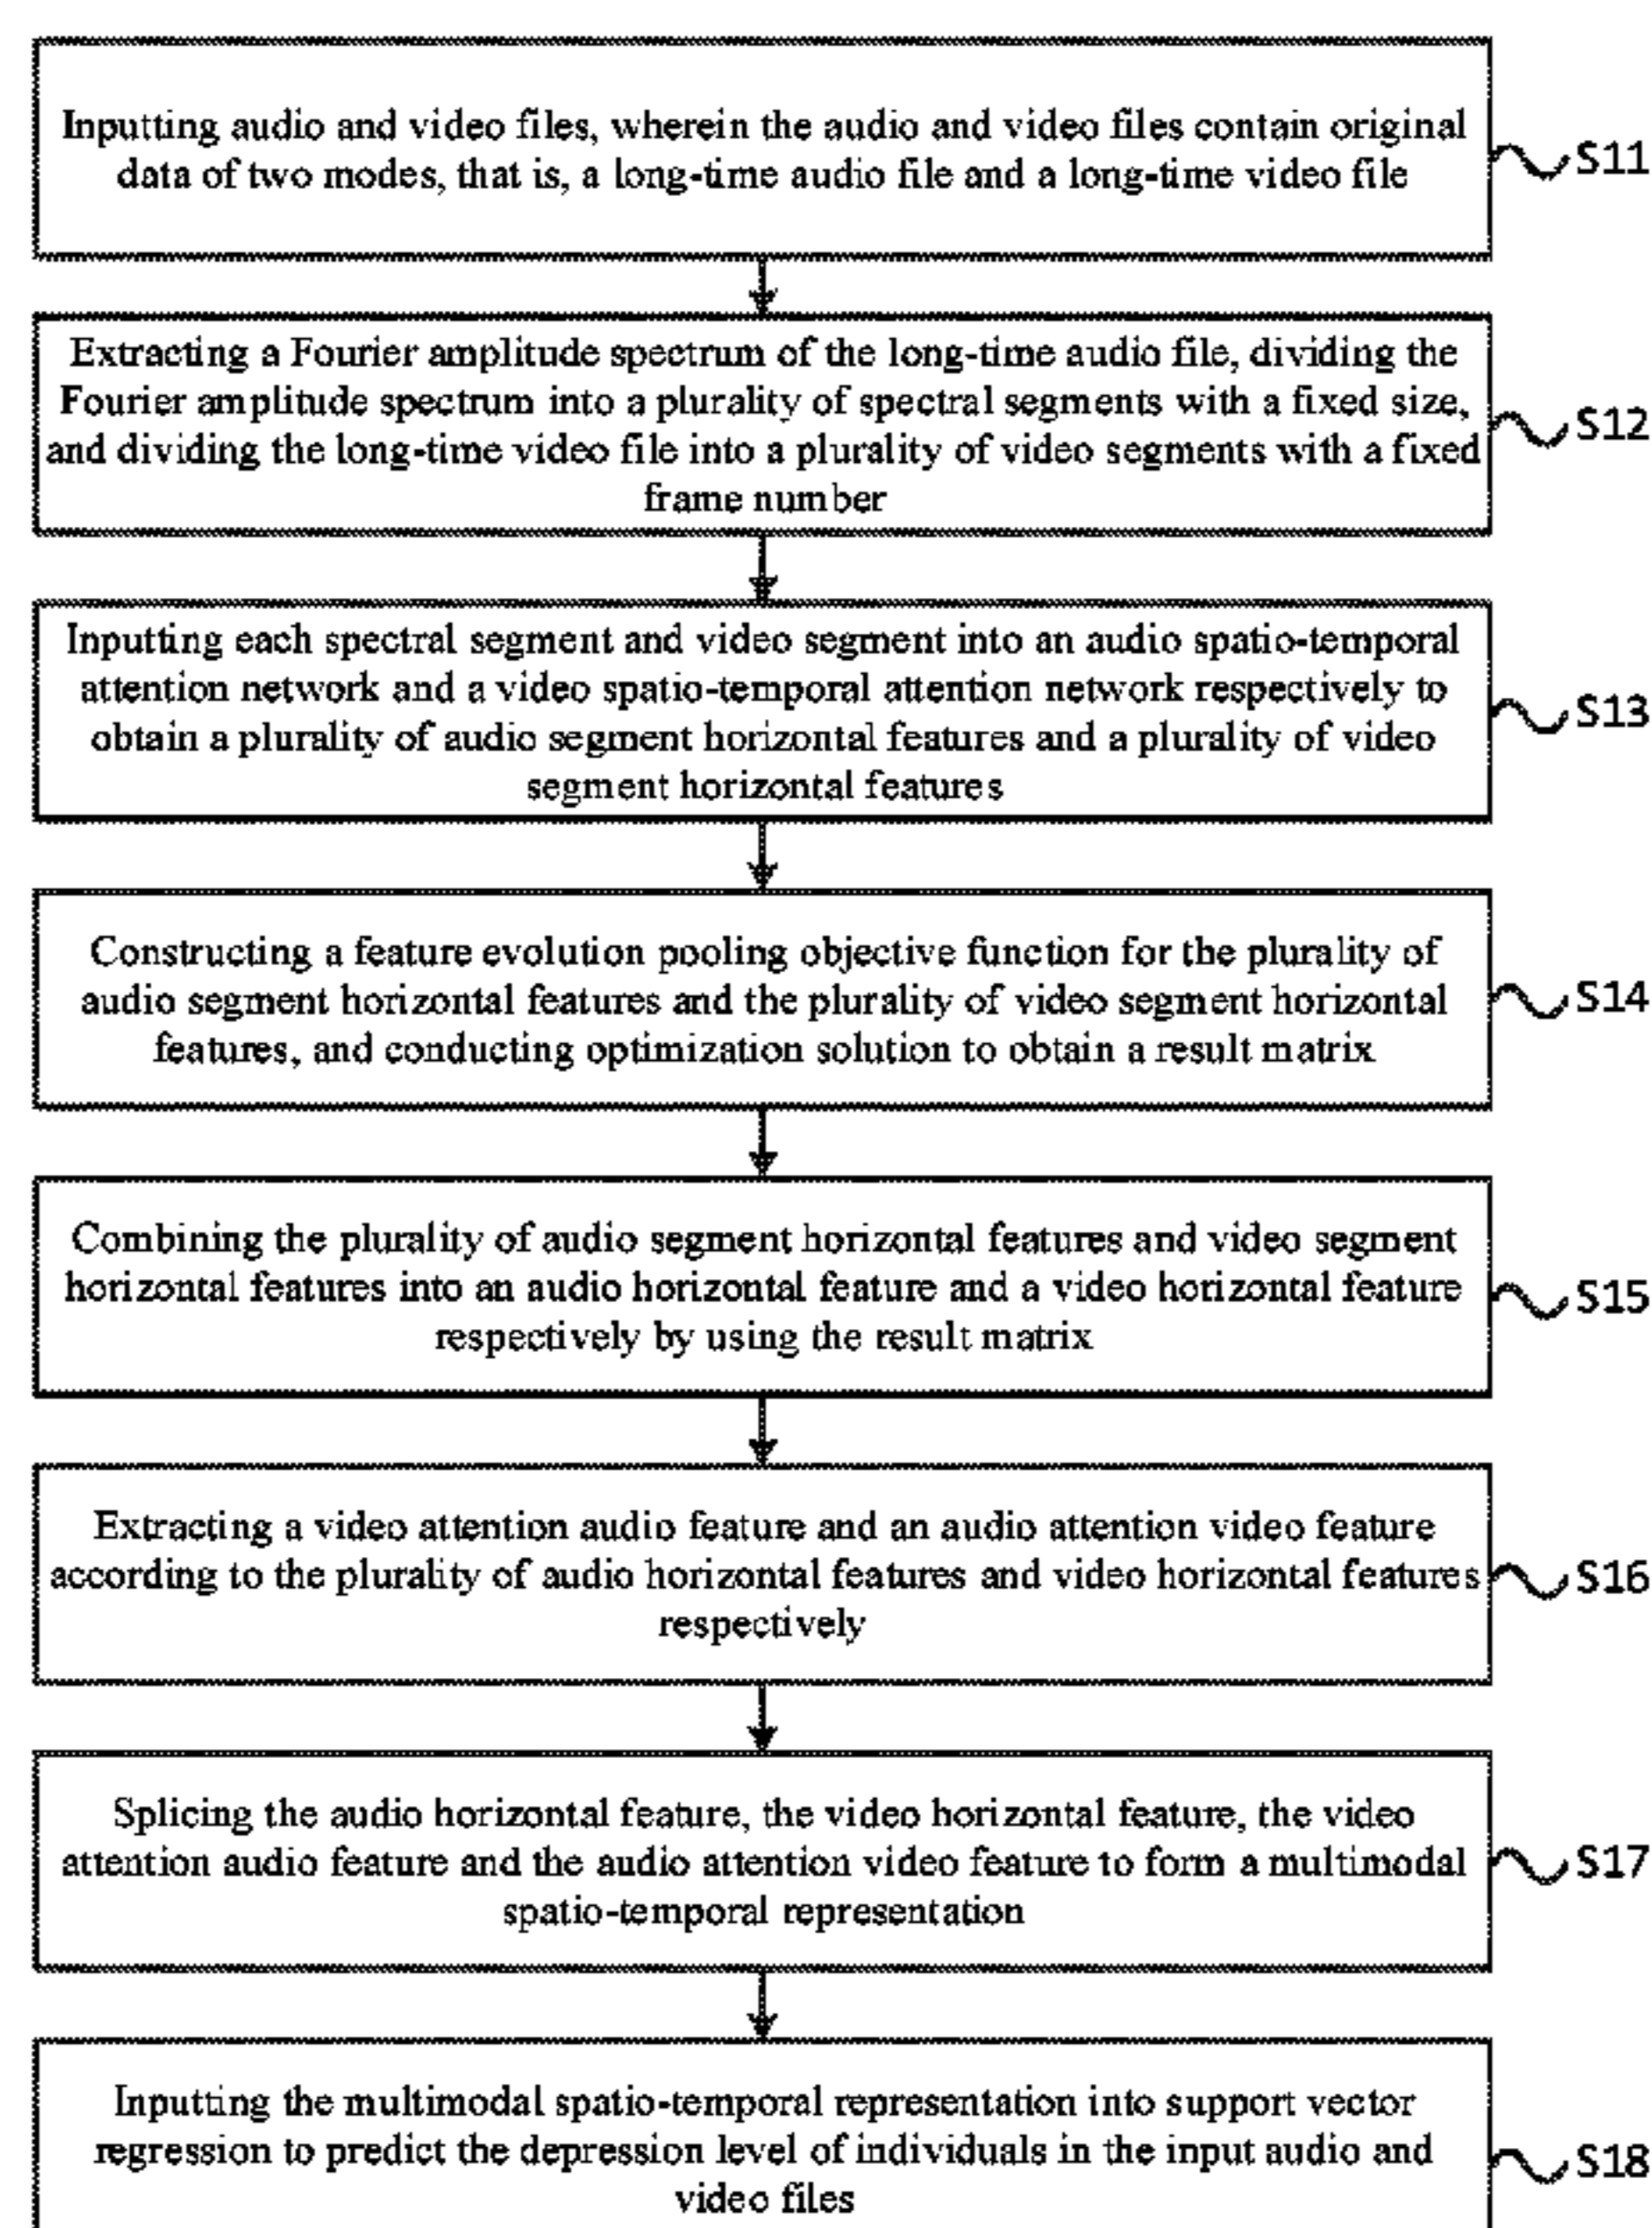 Inputting audio and video files, wherein the audio and video files contain original
data of two modes, that is, a long-time audio file and a long-time video file
S11
Extracting a Fourier amplitude spectrum of the long-time audio file, dividing the
Fourier amplitude spectrum into a plurality of spectral segments with a fixed size,
and dividing the long-time video file into a plurality of video segments with a fixed
frame number
S12
Inputting each spectral segment and video segment into an audio spatio-temporal
attention network and a video spatio-temporal attention network respectively to
obtain a plurality of audio segment horizontal features and a plurality of video
segment horizontal features
S13
Constructing a feature evolution pooling objective function for the plurality of
audio segment horizontal features and the plurality of video segment horizontal
features, and conducting optimization solution to obtain a result matrix
S14
Combining the plurality of audio segment horizontal features and video segment
horizontal features into an audio horizontal feature and a video horizontal feature
respectively by using the result matrix
S15
Extracting a video attention audio feature and an audio attention video feature
according to the plurality of audio horizontal features and video horizontal features
respectively
S16
Splicing the audio horizontal feature, the video horizontal feature, the video
attention audio feature and the audio attention video feature to form a multimodal
spatio-temporal representation
S17
Inputting the multimodal spatio-temporal representation into support vector
regression to predict the depression level of individuals in the input audio and
video files
S18